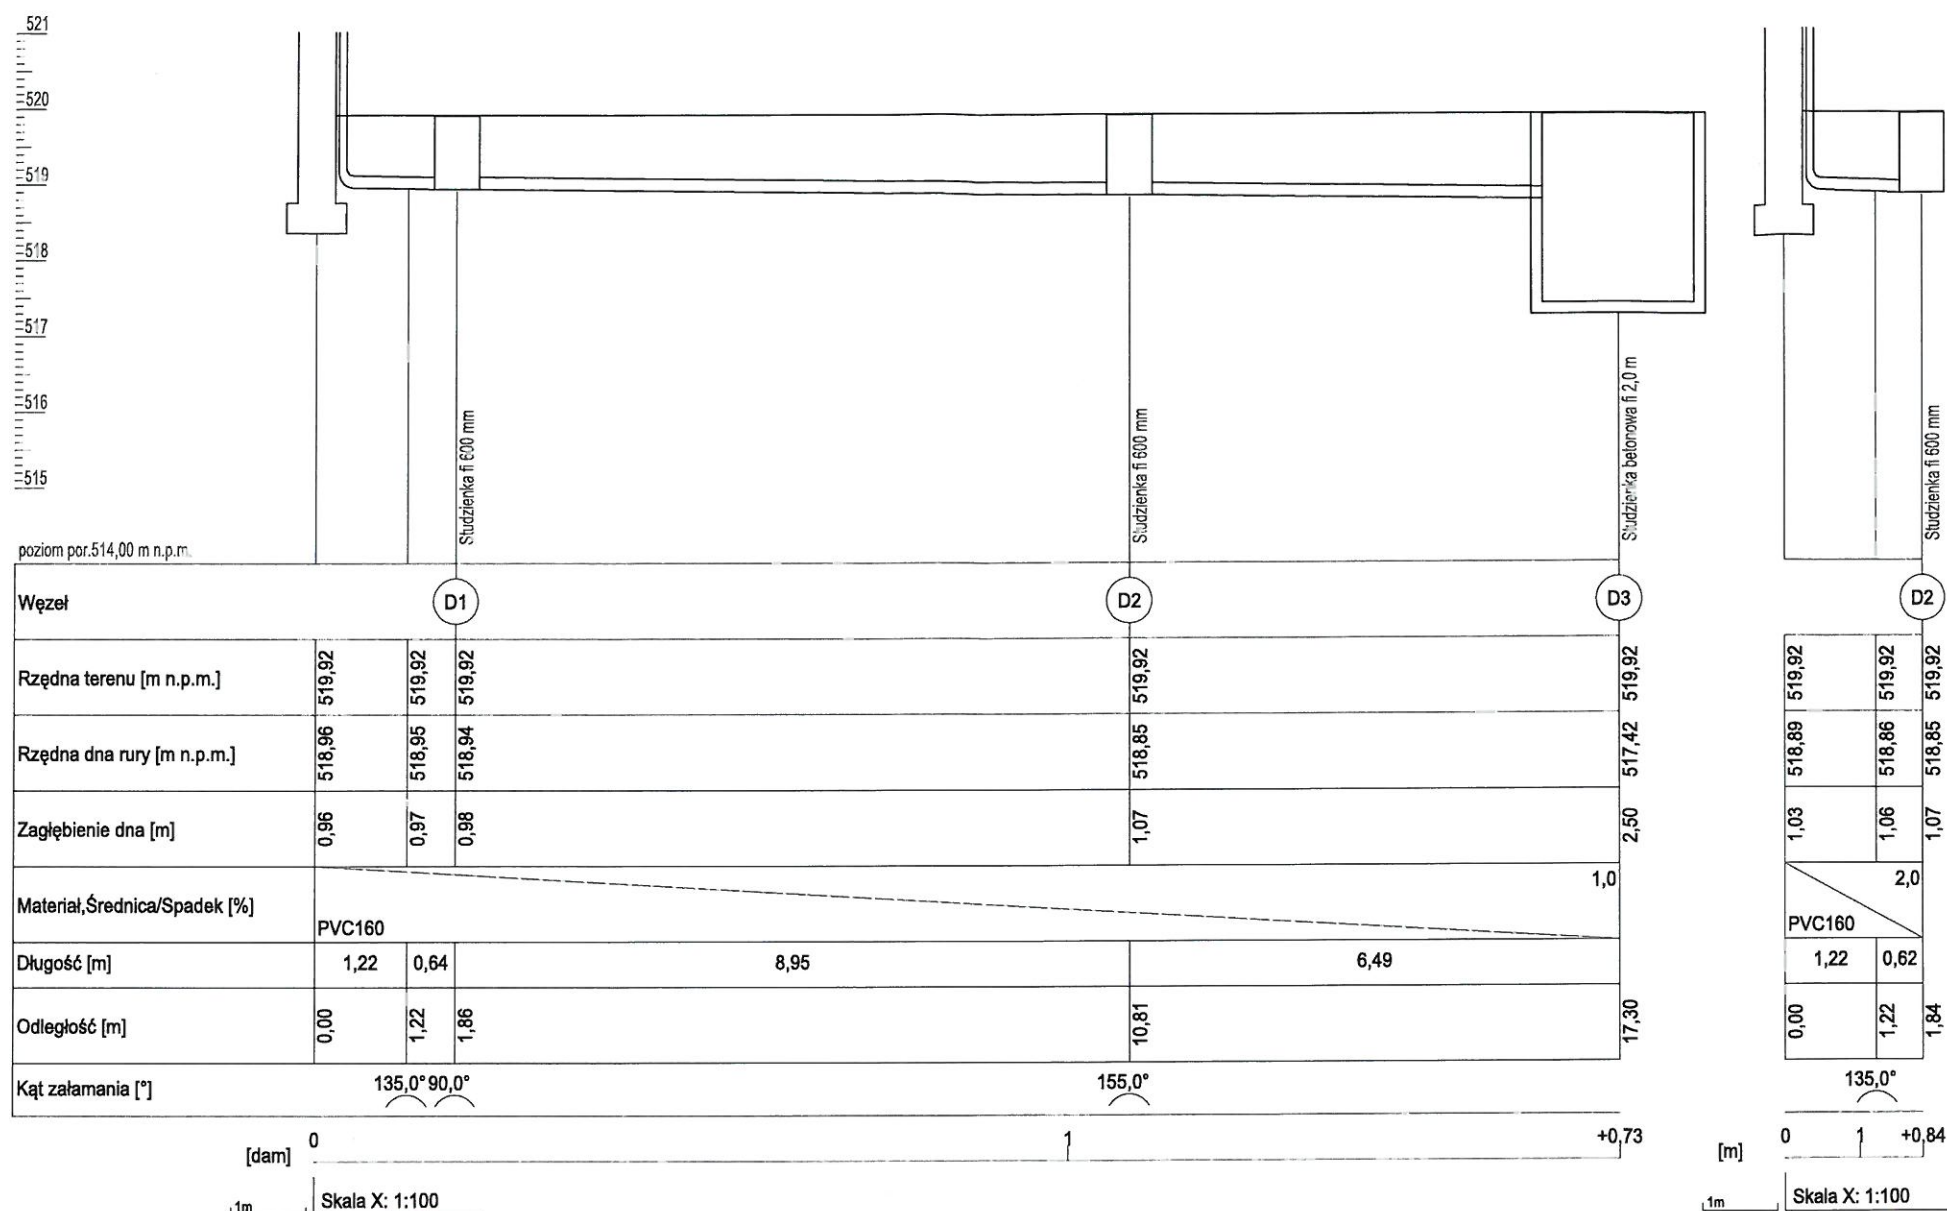 521
520
519
518
517
516
515
Studzienka fi 600 mm
Studzienka fi 600 mm
Studzienka betonowa fi 2,0 m
Studzienka fi 600 mm
poziom por.514,00 m n.p.m.
Węzeł D1 D2 D3 D2
Rzędna terenu [m n.p.m.] 519,92 519,92 519,92 519,92 519,92 519,92 519,92 519,92
Rzędna dna rury [m n.p.m.] 518,96 518,95 518,94 518,85 517,42 518,89 518,86 518,85
Zagłębienie dna [m] 0,96 0,97 0,98 1,07 2,50 1,03 1,06 1,07
1,0 2,0
Materiał,Średnica/Spadek [%]
PVC160 PVC160
Długość [m] 1,22 0,64 8,95 6,49 1,22 0,62
Odległość [m] 0,00 1,22 1,86 10,81 17,30 0,00 1,22 1,84
Kąt załamania [°] 135,0° 90,0° 155,0° 135,0°
[dam] 0 1 +0,73 [m] 0 1 +0,84
1m Skala X: 1:100 1m Skala X: 1:100